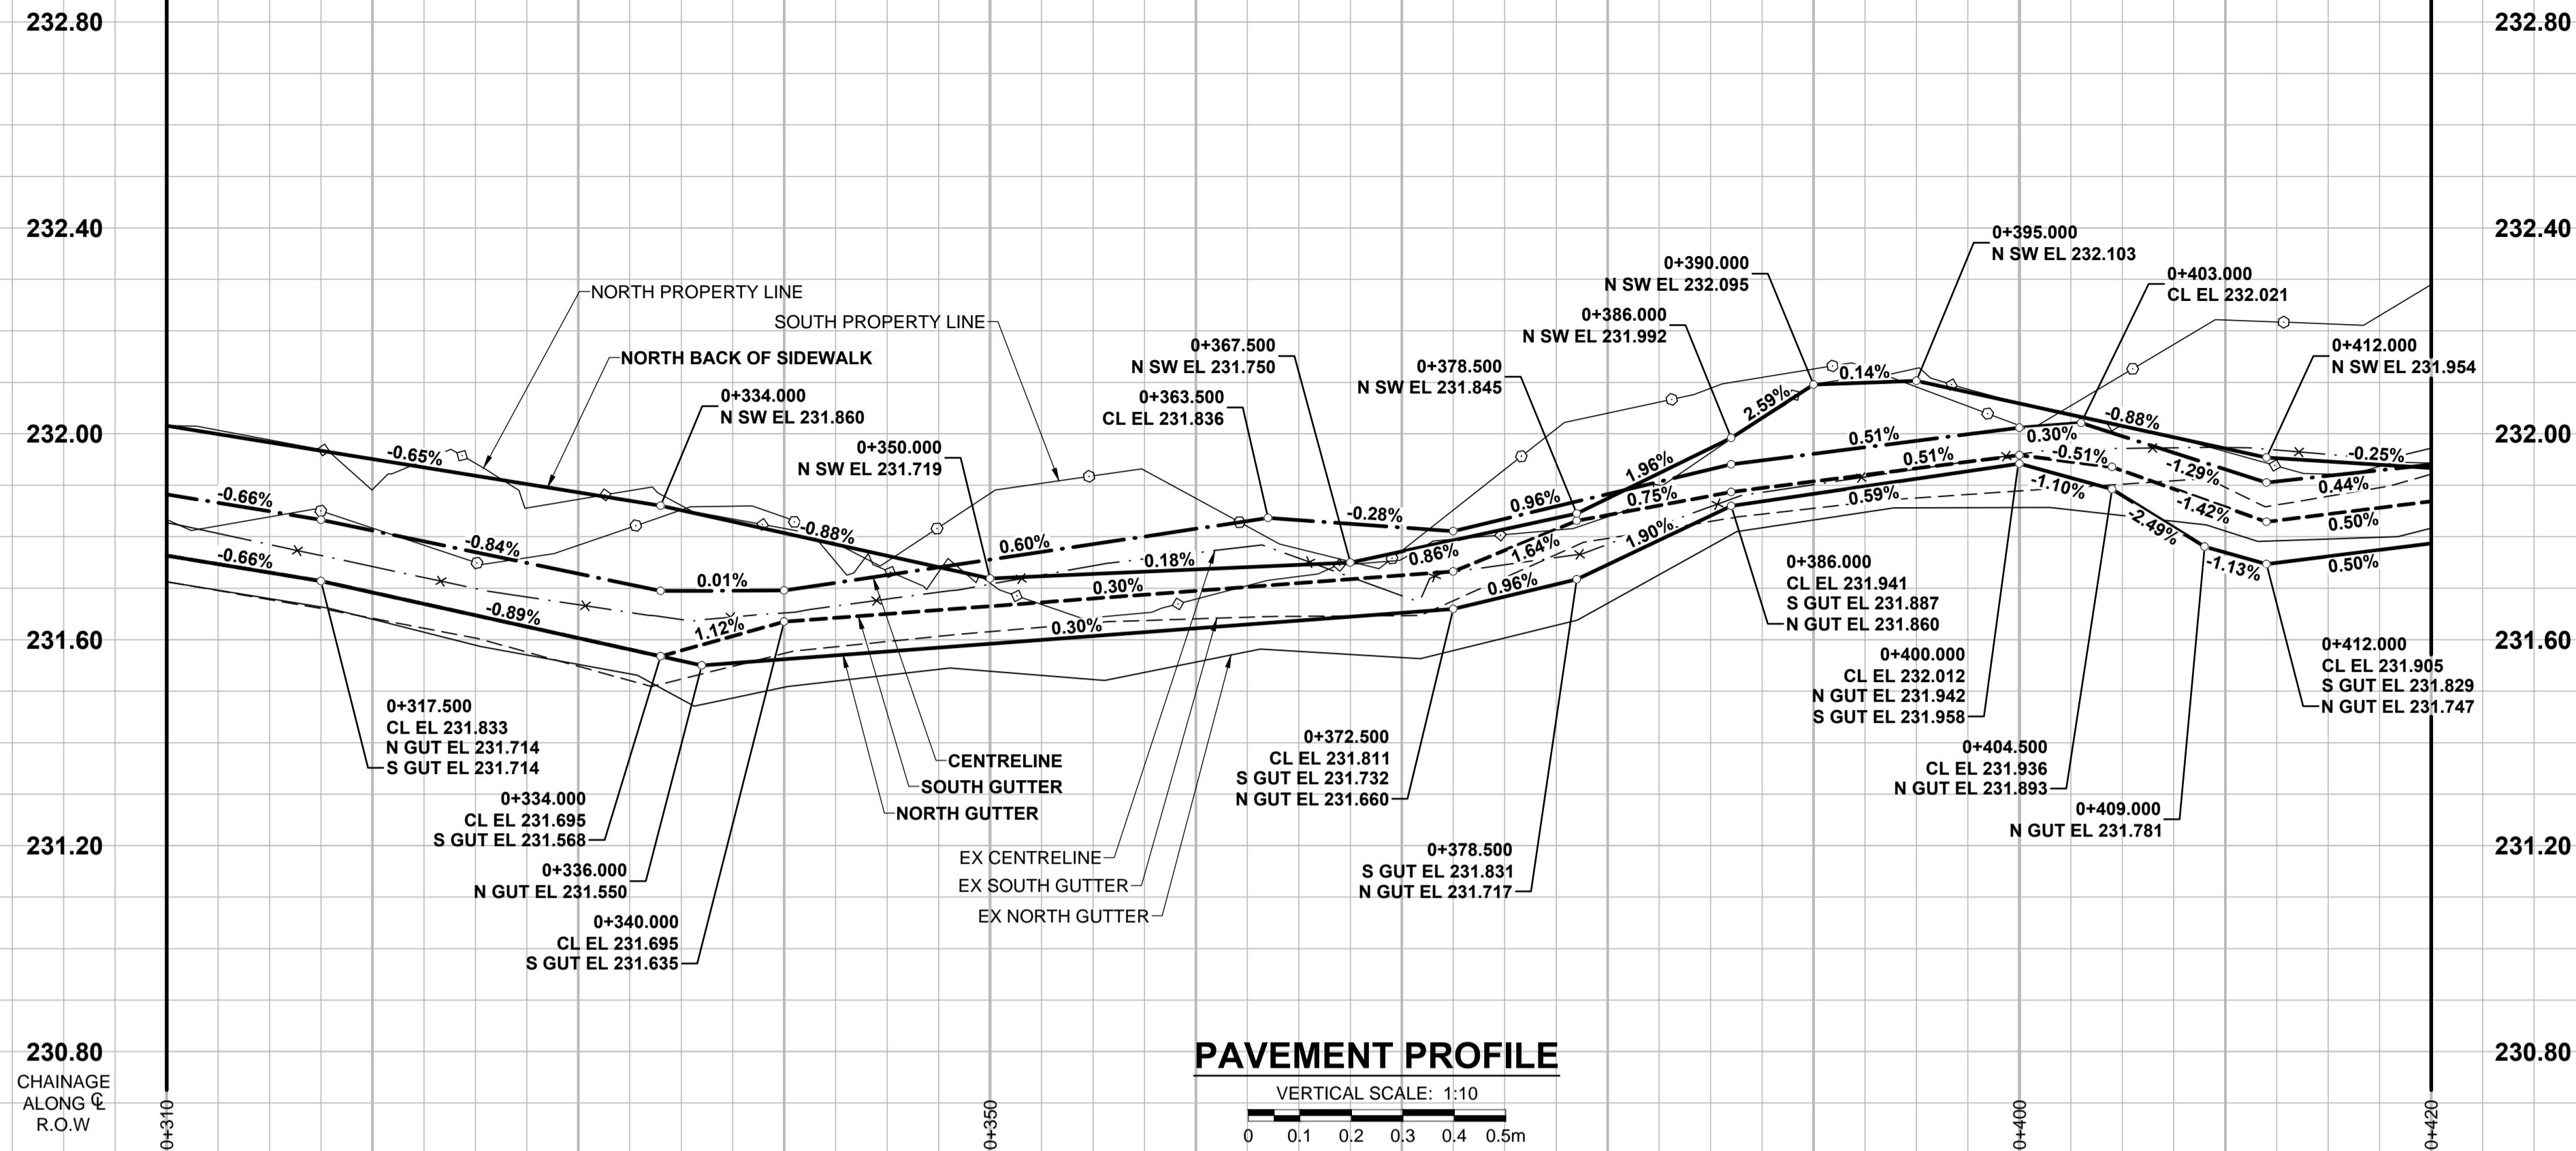 232.80
232.80
232.40
232.40
232.00
232.00
231.60
231.60
231.20
231.20
230.80
230.80
NORTH PROPERTY LINE
SOUTH PROPERTY LINE
NORTH BACK OF SIDEWALK
0+334.000
N SW EL 231.860
0+350.000
N SW EL 231.719
0+363.500
CL EL 231.836
0+367.500
N SW EL 231.750
0+378.500
N SW EL 231.845
0+386.000
N SW EL 231.992
0+390.000
N SW EL 232.095
0+395.000
N SW EL 232.103
0+403.000
CL EL 232.021
0+412.000
N SW EL 231.954
-0.65%
-0.88%
0.18%
0.86%
1.96%
2.59%
0.14%
-0.88%
-0.25%
-0.66%
-0.84%
0.01%
0.60%
-0.28%
0.96%
0.51%
0.30%
-1.29%
0.44%
-0.66%
-0.89%
1.12%
0.30%
1.64%
0.75%
0.51%
-0.51%
-1.42%
0.50%
0.30%
0.96%
1.90%
0.59%
-1.10%
-2.49%
-1.13%
0.50%
0+317.500
CL EL 231.833
N GUT EL 231.714
S GUT EL 231.714
0+334.000
CL EL 231.695
S GUT EL 231.568
0+336.000
N GUT EL 231.550
0+340.000
CL EL 231.695
S GUT EL 231.635
CENTRELINE
SOUTH GUTTER
NORTH GUTTER
EX CENTRELINE
EX SOUTH GUTTER
EX NORTH GUTTER
0+372.500
CL EL 231.811
S GUT EL 231.732
N GUT EL 231.660
0+378.500
S GUT EL 231.831
N GUT EL 231.717
0+386.000
CL EL 231.941
S GUT EL 231.887
N GUT EL 231.860
0+400.000
CL EL 232.012
N GUT EL 231.942
S GUT EL 231.958
0+404.500
CL EL 231.936
N GUT EL 231.893
0+409.000
N GUT EL 231.781
0+412.000
CL EL 231.905
S GUT EL 231.829
N GUT EL 231.747
PAVEMENT PROFILE
VERTICAL SCALE: 1:10
0 0.1 0.2 0.3 0.4 0.5m
CHAINAGE
ALONG ℄
R.O.W
0+310
0+350
0+400
0+420